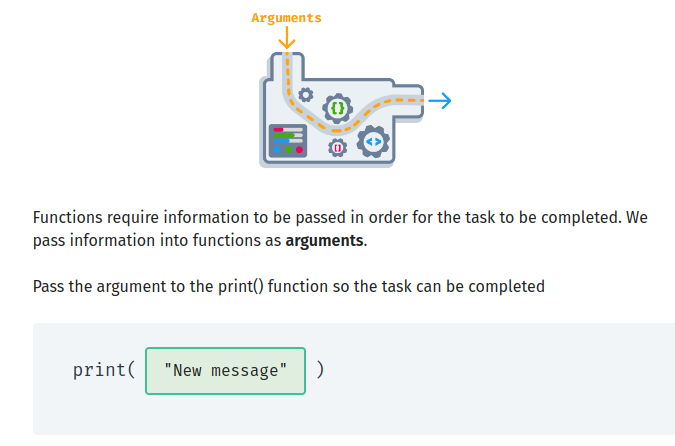 Arguments
Functions require information to be passed in order for the task to be completed. We
pass information into functions as arguments.
Pass the argument to the print() function so the task can be completed
print( "New message" )